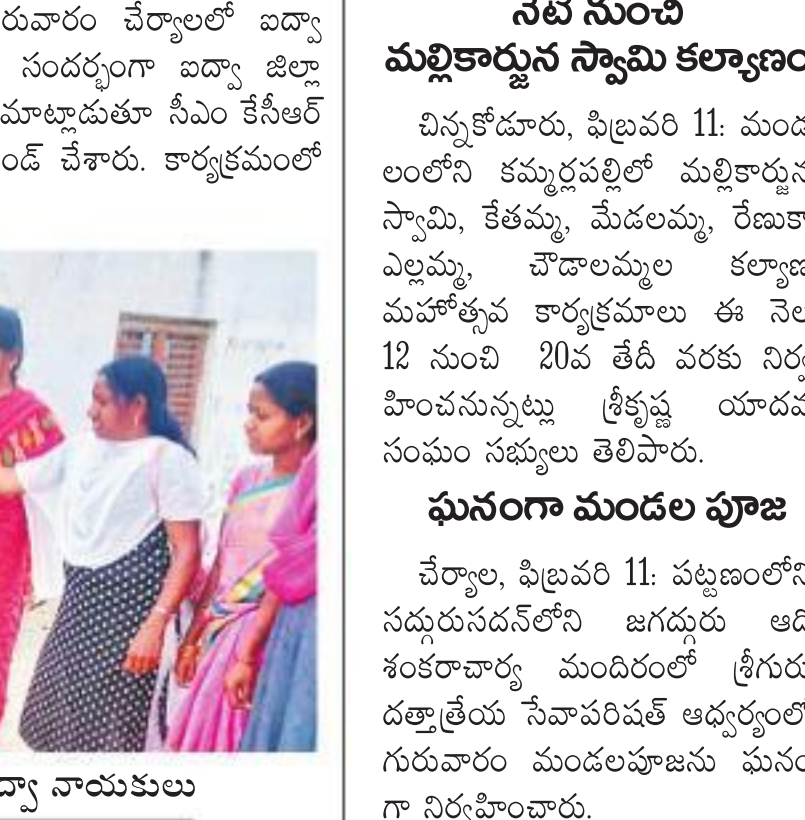 రువారం చేర్యాలలో ఐద్వా
సందర్భంగా ఐద్వా జిల్లా
మాట్లాడుతూ సీఎం కేసీఆర్
ండ్ చేశారు. కార్యక్రమంలో
ద్వా నాయకులు
నేటి నుంచి
మల్లికార్జున స్వామి కల్యాణం
చిన్నకోడూరు, ఫిబ్రవరి 11: మండ
లంలోని కమ్మర్లపల్లిలో మల్లికార్జున
స్వామి, కేతమ్మ, మేడలమ్మ, రేణుకా
ఎల్లమ్మ, చౌడాలమ్మల కల్యాణ
మహోత్సవ కార్యక్రమాలు ఈ నెల
12 నుంచి 20వ తేదీ వరకు నిర్వ
హించనున్నట్లు శ్రీకృష్ణ యాదవ
సంఘం సభ్యులు తెలిపారు.
ఘనంగా మండల పూజ
చేర్యాల, ఫిబ్రవరి 11: పట్టణంలోని
సద్గురుసదన్‌లోని జగద్గురు ఆది
శంకరాచార్య మందిరంలో శ్రీగురు
దత్తాత్రేయ సేవాపరిషత్ ఆధ్వర్యంలో
గురువారం మండలపూజను ఘనం
గా నిర్వహించారు.